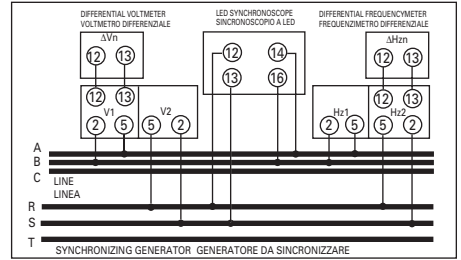 DIFFERENTIAL VOLTMETER
VOLTMETRO DIFFERENZIALE
LED SYNCHRONOSCOPE
SINCRONOSCOPIO A LED
DIFFERENTIAL FREQUENCYMETER
FREQUENZIMETRO DIFFERENZIALE
ΔVn
12 13
12 14
13 16
ΔHzn
12 13
12 13
V1 V2
2 5 5 2
12 13
Hz1 Hz2
2 5 5 2
A
B
C LINE
LINEA
R
S
T
SYNCHRONIZING GENERATOR GENERATORE DA SINCRONIZZARE